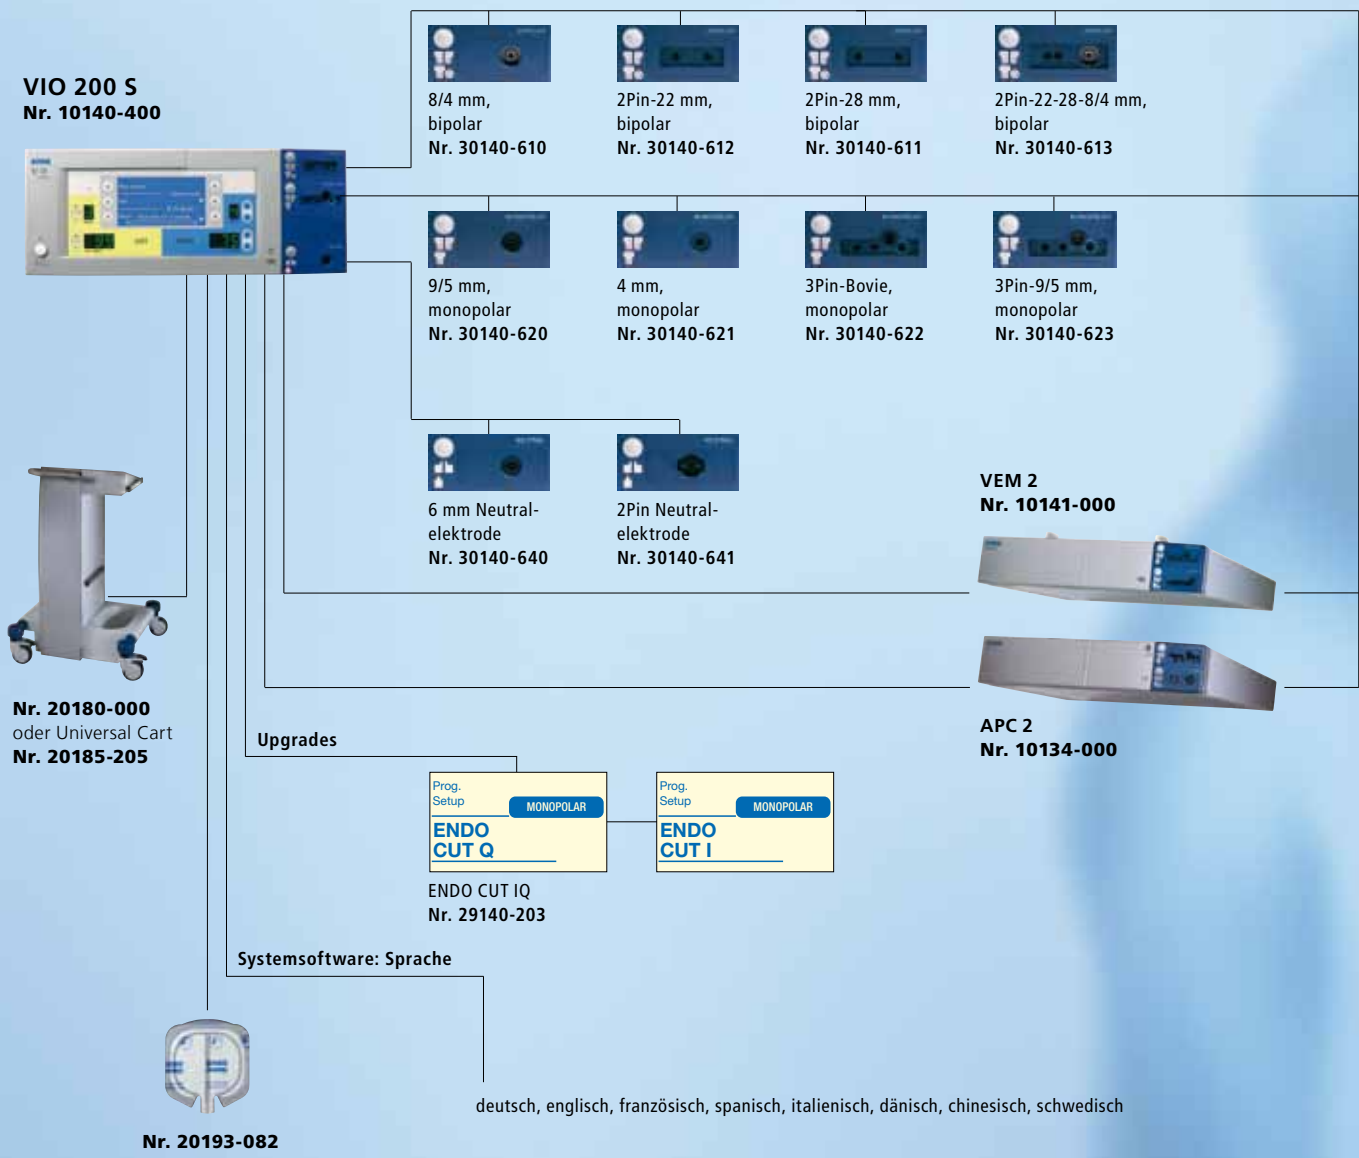 VIO 200 S
Nr. 10140-400
8/4 mm,
bipolar
Nr. 30140-610
2Pin-22 mm,
bipolar
Nr. 30140-612
2Pin-28 mm,
bipolar
Nr. 30140-611
2Pin-22-28-8/4 mm,
bipolar
Nr. 30140-613
9/5 mm,
monopolar
Nr. 30140-620
4 mm,
monopolar
Nr. 30140-621
3Pin-Bovie,
monopolar
Nr. 30140-622
3Pin-9/5 mm,
monopolar
Nr. 30140-623
6 mm Neutral-
elektrode
Nr. 30140-640
2Pin Neutral-
elektrode
Nr. 30140-641
VEM 2
Nr. 10141-000
APC 2
Nr. 10134-000
Nr. 20180-000
oder Universal Cart
Nr. 20185-205
Upgrades
Prog.
Setup
MONOPOLAR
ENDO
CUT Q
Prog.
Setup
MONOPOLAR
ENDO
CUT I
ENDO CUT IQ
Nr. 29140-203
Systemsoftware: Sprache
deutsch, englisch, französisch, spanisch, italienisch, dänisch, chinesisch, schwedisch
Nr. 20193-082